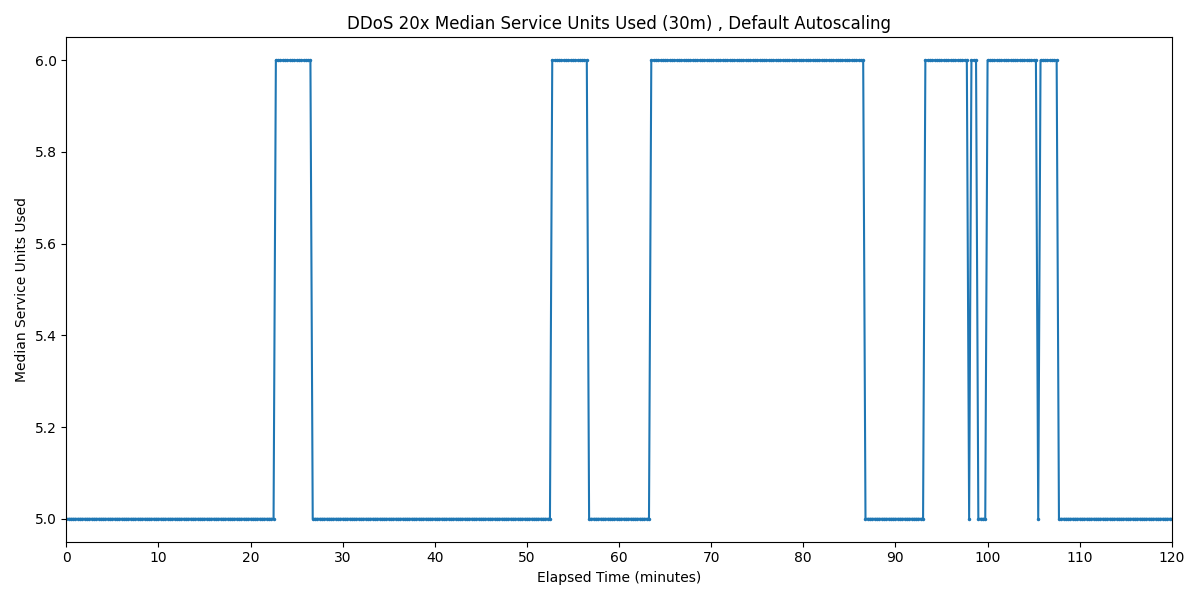 DDoS 20x Median Service Units Used (30m) , Default Autoscaling
Median Service Units Used
6.0
5.8
5.6
5.4
5.2
5.0
0 10 20 30 40 50 60 70 80 90 100 110 120
Elapsed Time (minutes)